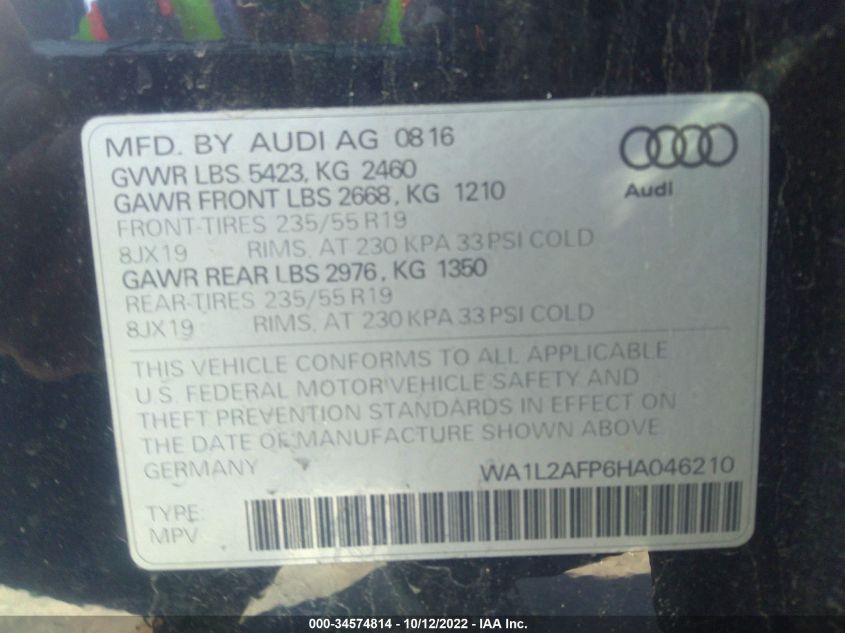 MFD. BY AUDI AG 08 16
GVWR LBS 5423, KG 2460
GAWR FRONT LBS 2668, KG 1210
FRONT-TIRES 235/55 R19
8JX19 RIMS, AT 230 KPA 33 PSI COLD
GAWR REAR LBS 2976, KG 1350
REAR-TIRES 235/55 R19
8JX19 RIMS, AT 230 KPA 33 PSI COLD
Audi
THIS VEHICLE CONFORMS TO ALL APPLICABLE
U.S. FEDERAL MOTOR VEHICLE SAFETY AND
THEFT PREVENTION STANDARDS IN EFFECT ON
THE DATE OF MANUFACTURE SHOWN ABOVE
GERMANY WA1L2AFP6HA046210
TYPE:
MPV
000-34574814 - 10/12/2022 - IAA Inc.